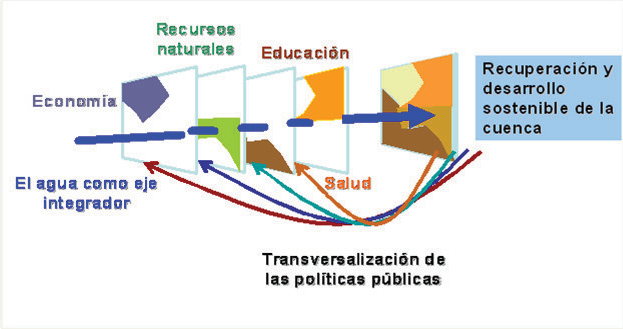 Recursos
naturales
Educación
Economía
Recuperación y
desarrollo
sostenible de la
cuenca
El agua como eje
integrador
Salud
Transversalización de
las políticas públicas